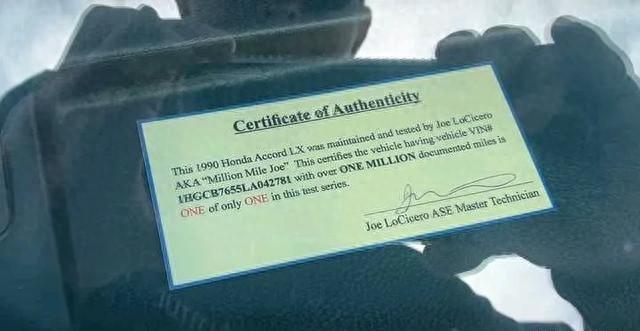 Certificate of Authenticity
This 1990 Honda Accord LX was maintained and tested by Joe LoCicero
AKA "Million Mile Joe" This certifies the vehicle having vehicle VIN#
1HGCB7655LA042781 with over ONE MILLION documented miles is
ONE of only ONE in this test series.
Joe LoCicero ASE Master Technician